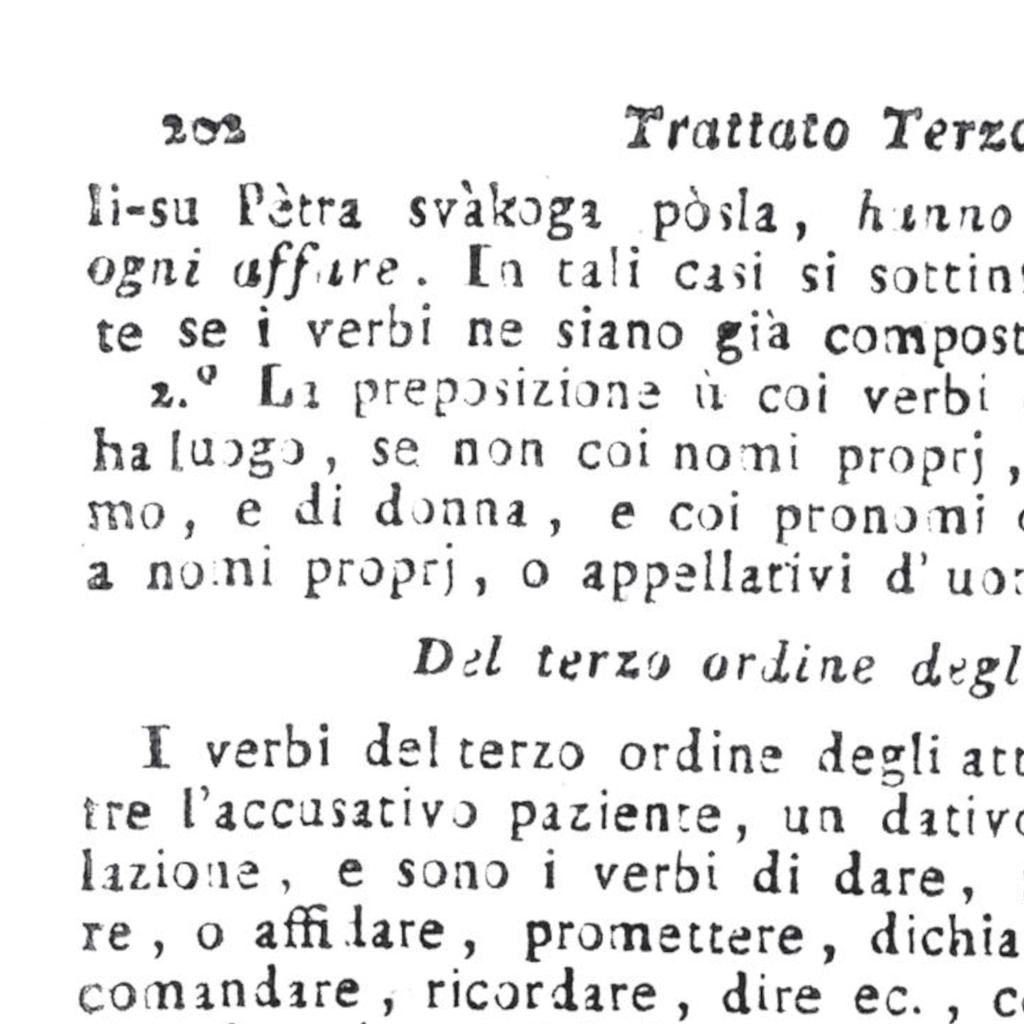 202 Trattato Terzo
li-su Pètra svàkoga pòsla, hanno
ogni affare. In tali casi si sottin
te se i verbi ne siano già compost
2.º La preposizione ù coi verbi
ha luogo, se non coi nomi proprj,
mo, e di donna, e coi pronomi
a nomi proprj, o appellativi d'uo
Del terzo ordine degl
I verbi del terzo ordine degli att
tre l'accusativo paziente, un dativo
lazione, e sono i verbi di dare,
re, o affidare, promettere, dichia
comandare, ricordare, dire ec., c